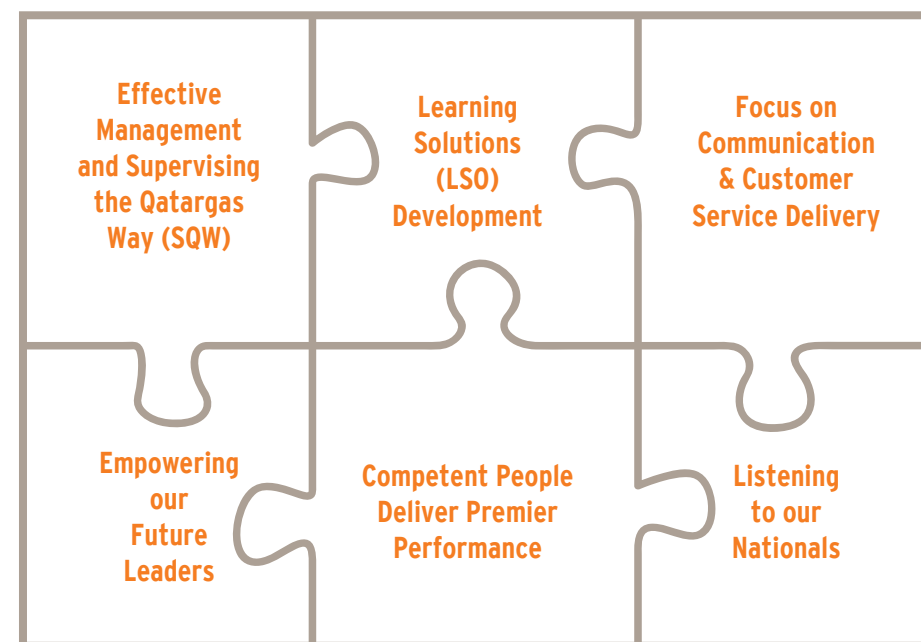 Effective
Management
and Supervising
the Qatargas
Way (SQW)
Learning
Solutions
(LSO)
Development
Focus on
Communication
& Customer
Service Delivery
Empowering
our
Future
Leaders
Competent People
Deliver Premier
Performance
Listening
to our
Nationals